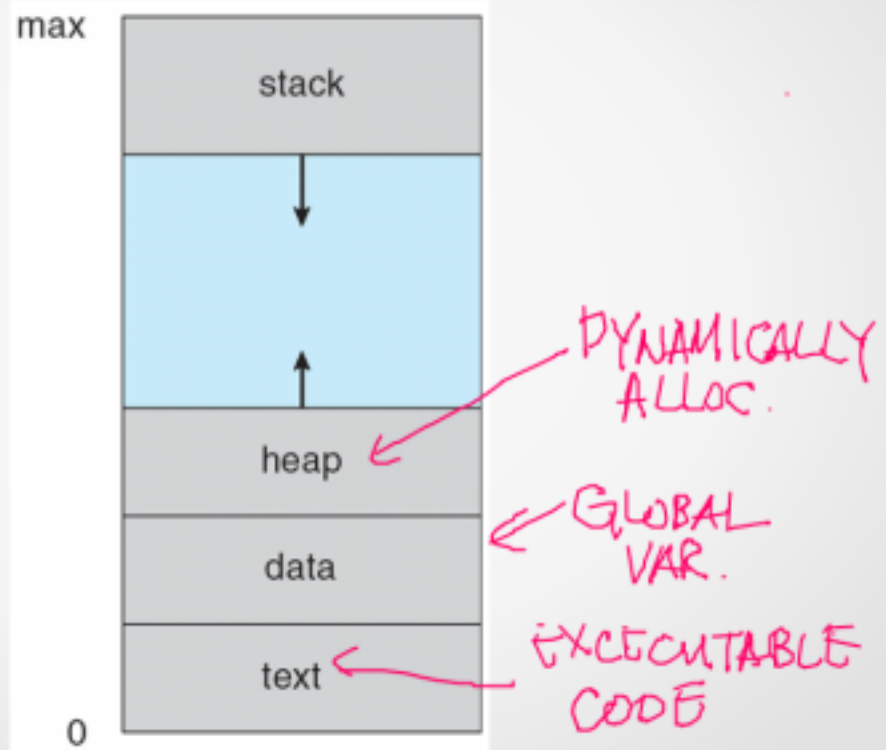 max
stack
DYNAMICALLY
ALLOC.
heap
GLOBAL
VAR.
data
EXCECUTABLE
CODE
text
0